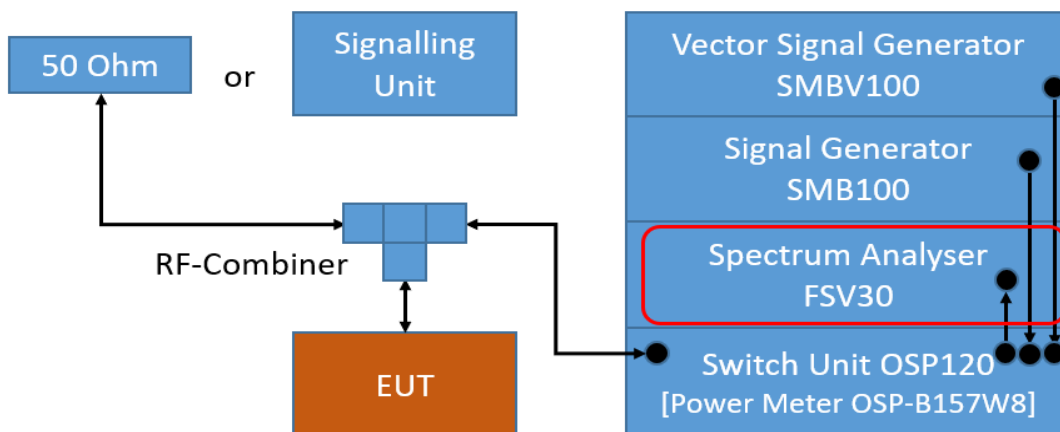 50 Ohm
or
Signalling
Unit
Vector Signal Generator
SMBV100
Signal Generator
SMB100
RF-Combiner
Spectrum Analyser
FSV30
EUT
Switch Unit OSP120
[Power Meter OSP-B157W8]